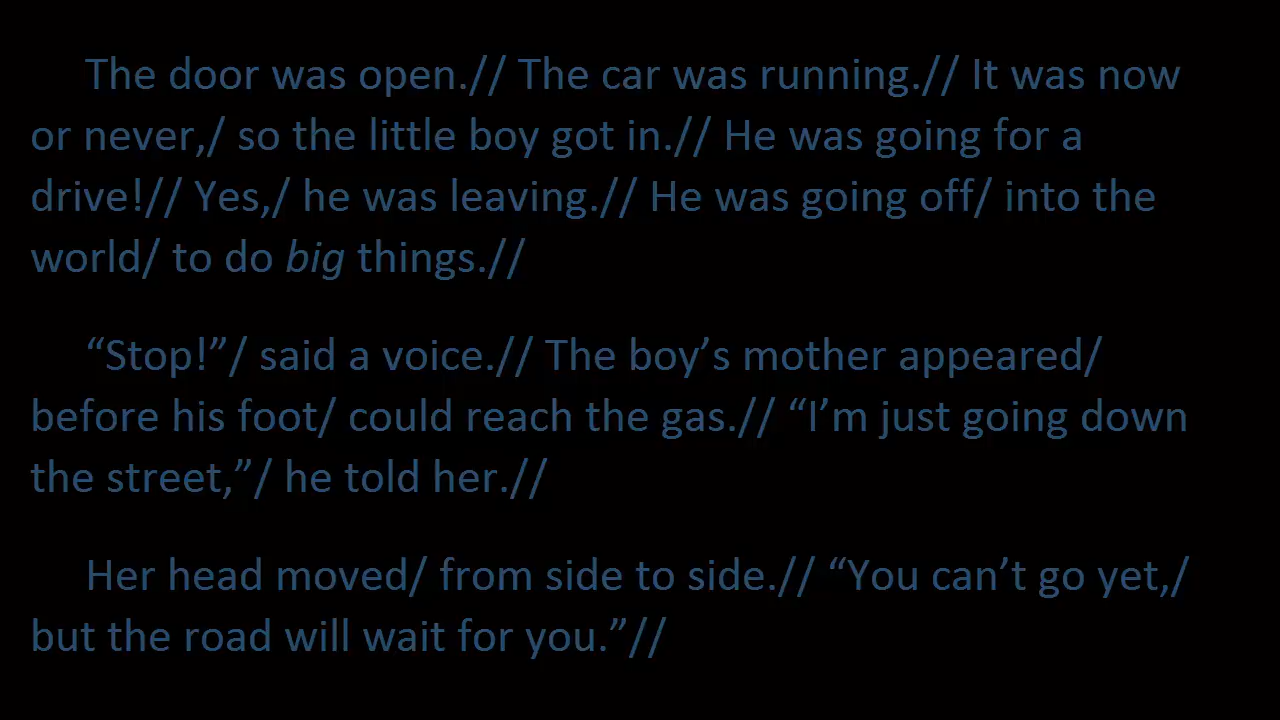 The door was open.// The car was running.// It was now
or never,/ so the little boy got in.// He was going for a
drive!// Yes,/ he was leaving.// He was going off/ into the
world/ to do big things.//
“Stop!”/ said a voice.// The boy’s mother appeared/
before his foot/ could reach the gas.// “I’m just going down
the street,”/ he told her.//
Her head moved/ from side to side.// “You can’t go yet,/
but the road will wait for you.”//